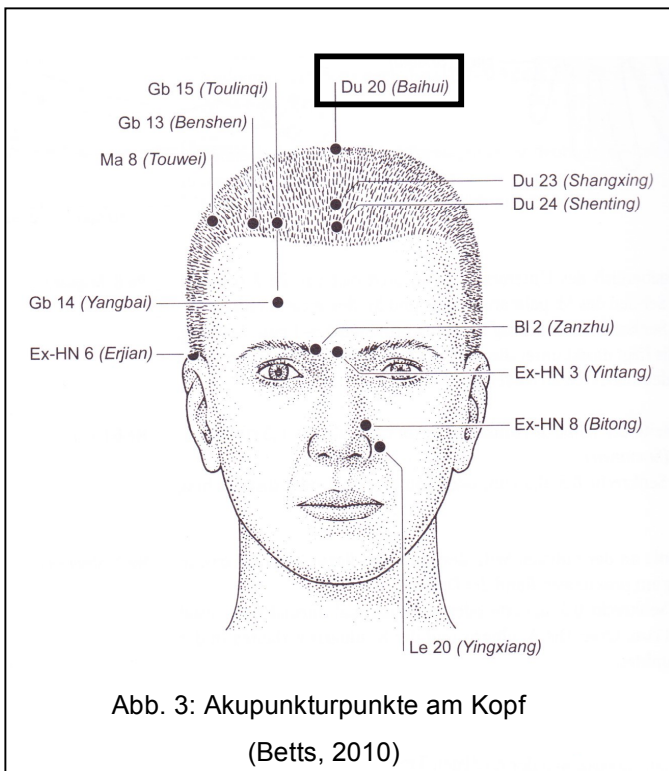 Du 20 (Baihui)
Gb 15 (Toulinqi)
Gb 13 (Benshen)
Ma 8 (Touwei)
Du 23 (Shangxing)
Du 24 (Shenting)
Gb 14 (Yangbai)
Bl 2 (Zanzhu)
Ex-HN 6 (Erjian)
Ex-HN 3 (Yintang)
Ex-HN 8 (Bitong)
Le 20 (Yingxiang)
Abb. 3: Akupunkturpunkte am Kopf
(Betts, 2010)